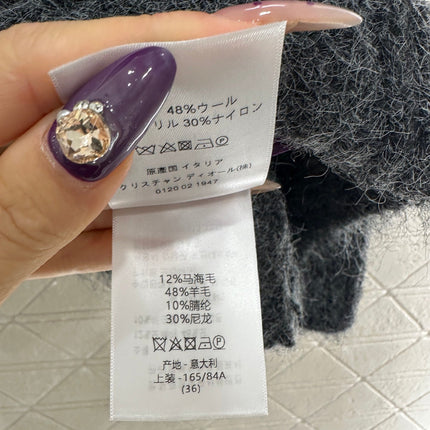 48%ウール
リル 30%ナイロン
原産国 イタリア
クリスチャン ディオール(株)
0120 02 1947
12%马海毛
48%羊毛
10%腈纶
30%尼龙
产地 - 意大利
上装 - 165/84A
(36)